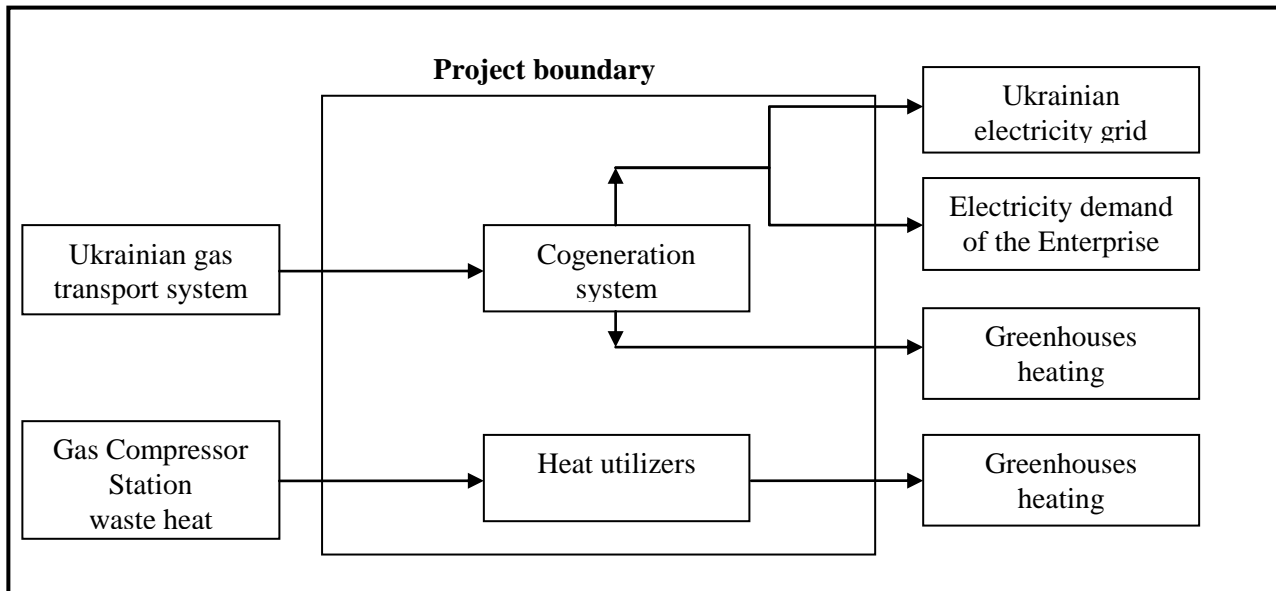 Project boundary
Ukrainian
electricity grid
Electricity demand
of the Enterprise
Ukrainian gas
transport system
Cogeneration
system
Greenhouses
heating
Gas Compressor
Station
waste heat
Heat utilizers
Greenhouses
heating